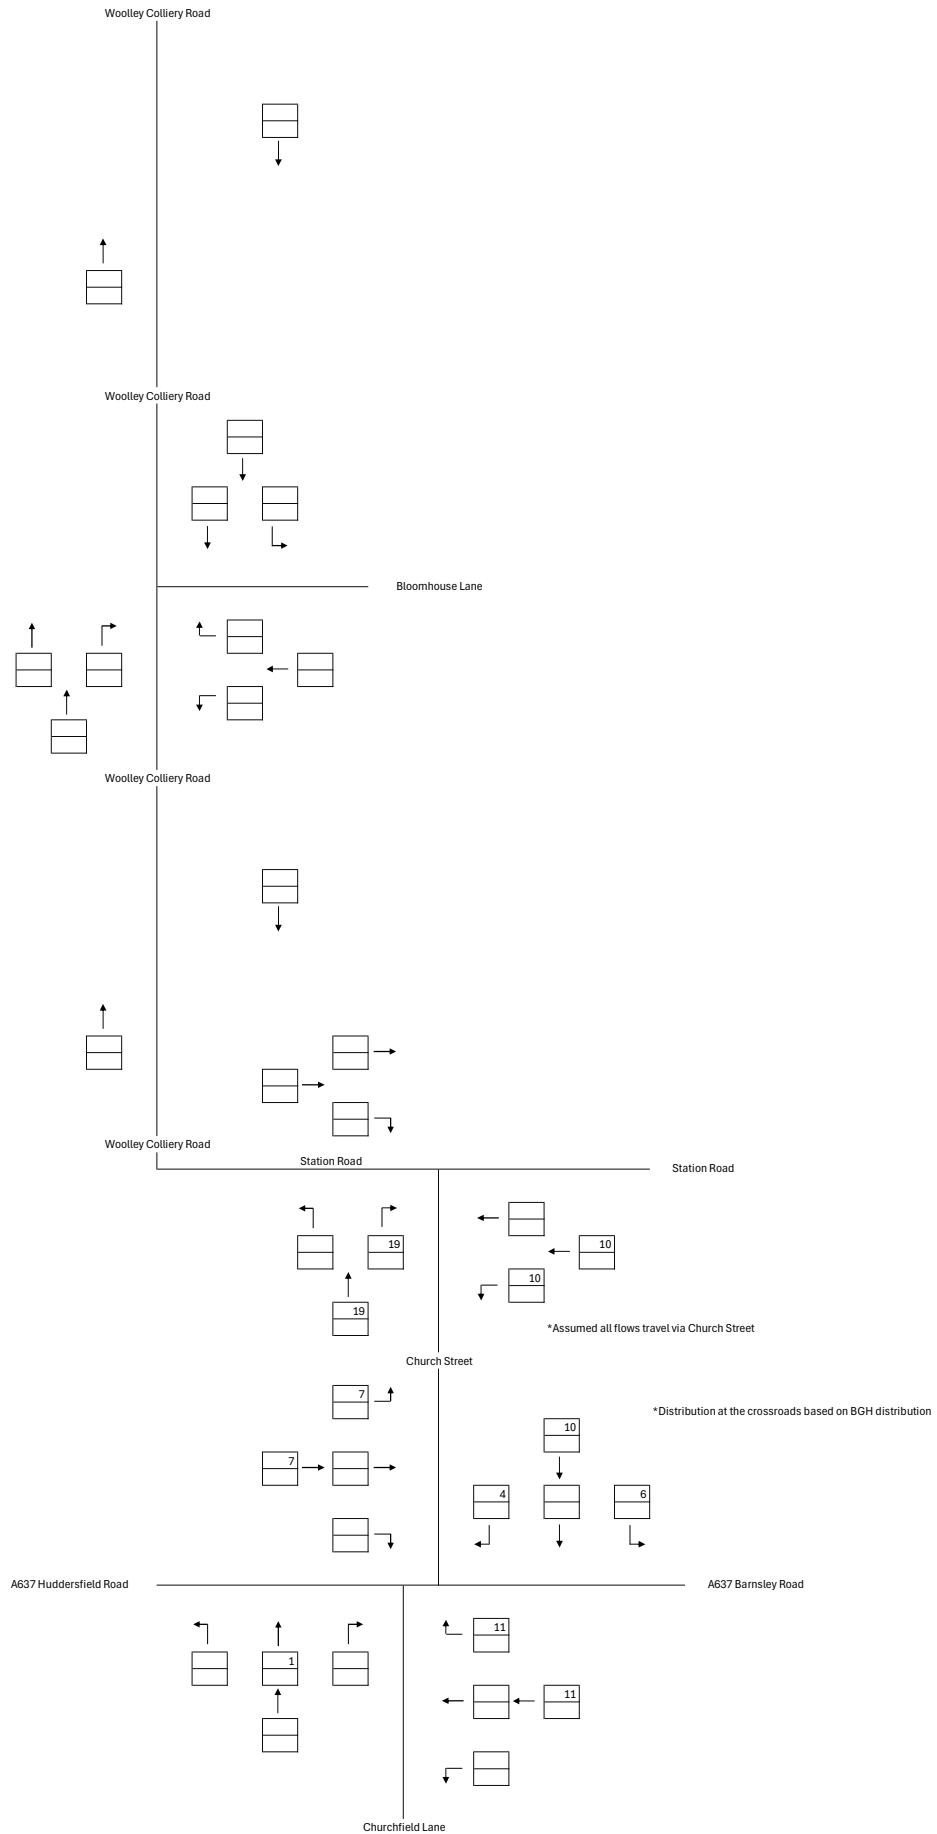 Woolley Colliery Road
Woolley Colliery Road
Bloomhouse Lane
Woolley Colliery Road
Woolley Colliery Road
Station Road
Station Road
19
10
10
19
*Assumed all flows travel via Church Street
Church Street
7
*Distribution at the crossroads based on BGH distribution
10
7
4
6
A637 Huddersfield Road
A637 Barnsley Road
11
1
11
Churchfield Lane